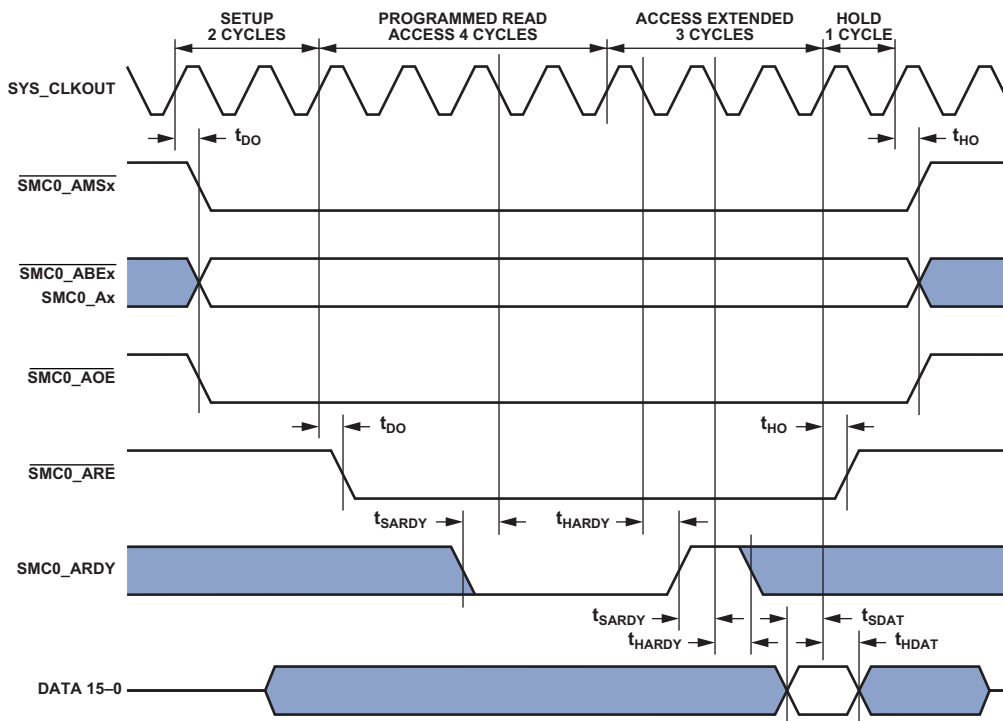 SETUP
2 CYCLES
PROGRAMMED READ
ACCESS 4 CYCLES
ACCESS EXTENDED
3 CYCLES
HOLD
1 CYCLE
SYS_CLKOUT
tDO
tHO
SMC0_AMSx
SMC0_ABEx
SMC0_Ax
SMC0_AOE
tDO
tHO
SMC0_ARE
tSARDY
tHARDY
SMC0_ARDY
tSARDY
tSDAT
tHARDY
tHDAT
DATA 15–0